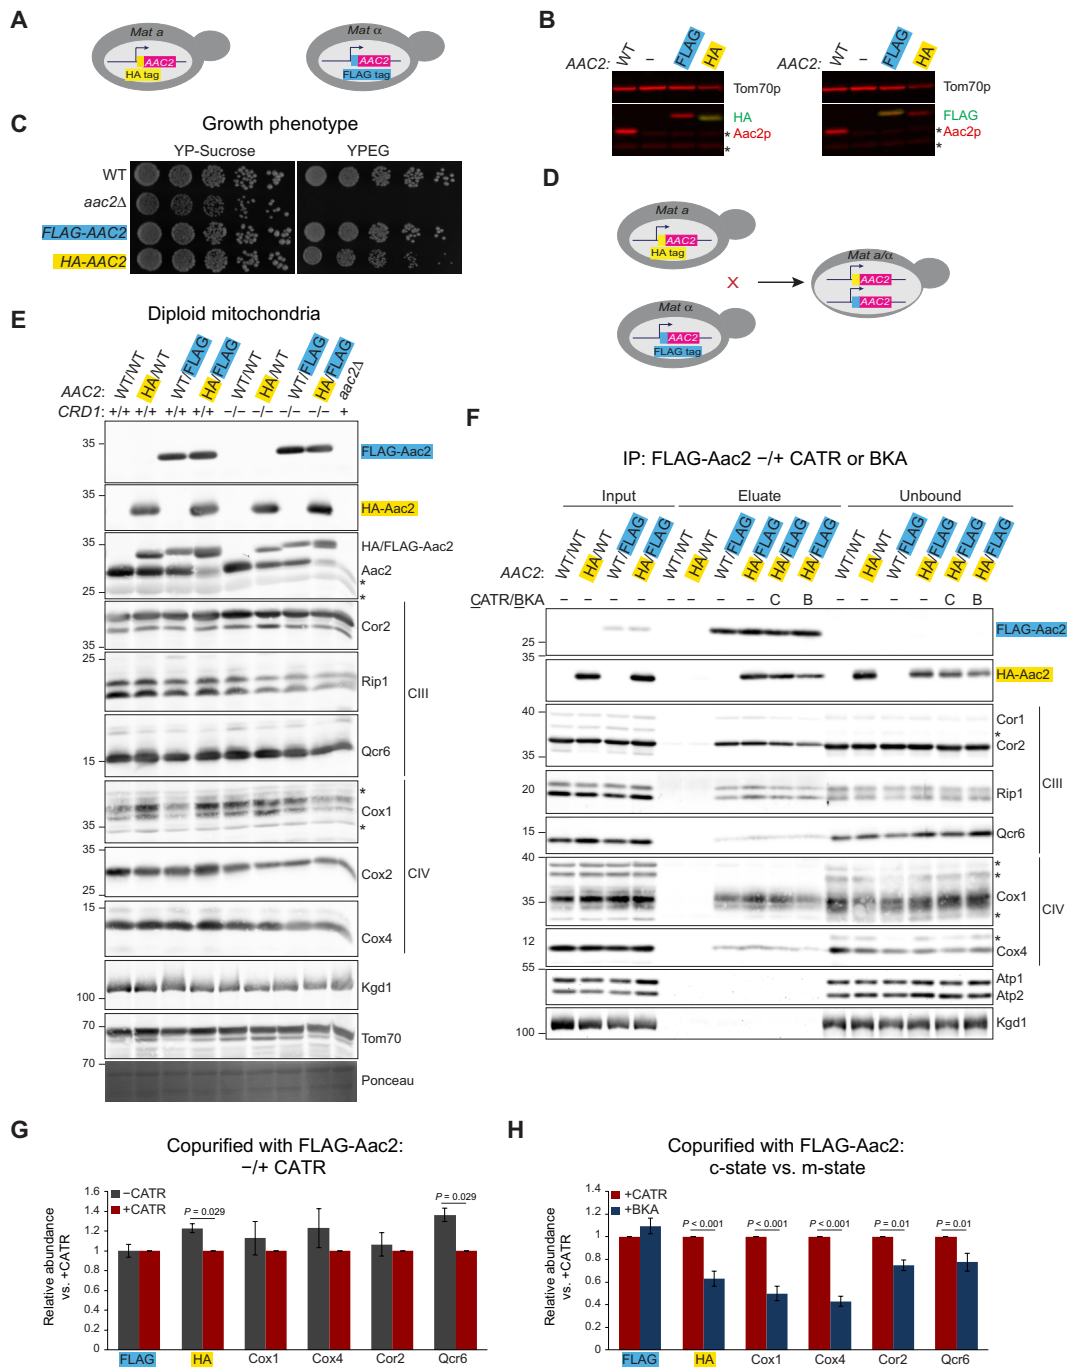 A
Mat a
AAC2
HA tag
Mat α
AAC2
FLAG tag
B
AAC2: WT – FLAG HA
Tom70p
HA
* Aac2p
*
AAC2: WT – FLAG HA
Tom70p
FLAG
* Aac2p
*
C
Growth phenotype
YP-Sucrose YPEG
WT
aac2Δ
FLAG-AAC2
HA-AAC2
D
Mat a
AAC2
HA tag
X
Mat α
AAC2
FLAG tag
Mat a/α
AAC2
AAC2
E
Diploid mitochondria
AAC2: WT/WT HA/WT WT/FLAG HA/FLAG WT/WT HA/WT WT/FLAG HA/FLAG aac2Δ
CRD1: +/+ +/+ +/+ +/+ –/– –/– –/– –/– +
35 FLAG-Aac2
35 HA-Aac2
35 HA/FLAG-Aac2
Aac2
*
25 *
Cor2
35
25
Rip1
CIII
Qcr6
15
*
Cox1
35 *
35
Cox2
CIV
25
15
Cox4
Kgd1
100
70
Tom70
70
Ponceau
F
IP: FLAG-Aac2 −/+ CATR or BKA
Input Eluate Unbound
AAC2: WT/WT HA/WT WT/FLAG HA/FLAG WT/WT HA/WT WT/FLAG HA/FLAG HA/FLAG HA/FLAG WT/WT HA/WT WT/FLAG HA/FLAG HA/FLAG HA/FLAG
CATR/BKA: – – – – – – – – C B – – – – C B
FLAG-Aac2
25
35
HA-Aac2
40
Cor1
*
Cor2
35
20
Rip1
CIII
15
Qcr6
40
*
*
35 Cox1
*
CIV
12 *
Cox4
55
Atp1
Atp2
Kgd1
100
G
Copurified with FLAG-Aac2:
−/+ CATR
Relative abundance
vs. +CATR
1.6
1.4
1.2
1
0.8
0.6
0.4
0.2
0
−CATR
+CATR
P = 0.029
P = 0.029
FLAG HA Cox1 Cox4 Cor2 Qcr6
H
Copurified with FLAG-Aac2:
c-state vs. m-state
Relative abundance
vs. +CATR
1.4
1.2
1
0.8
0.6
0.4
0.2
0
+CATR
+BKA
P < 0.001 P < 0.001 P < 0.001 P = 0.01 P = 0.01
FLAG HA Cox1 Cox4 Cor2 Qcr6